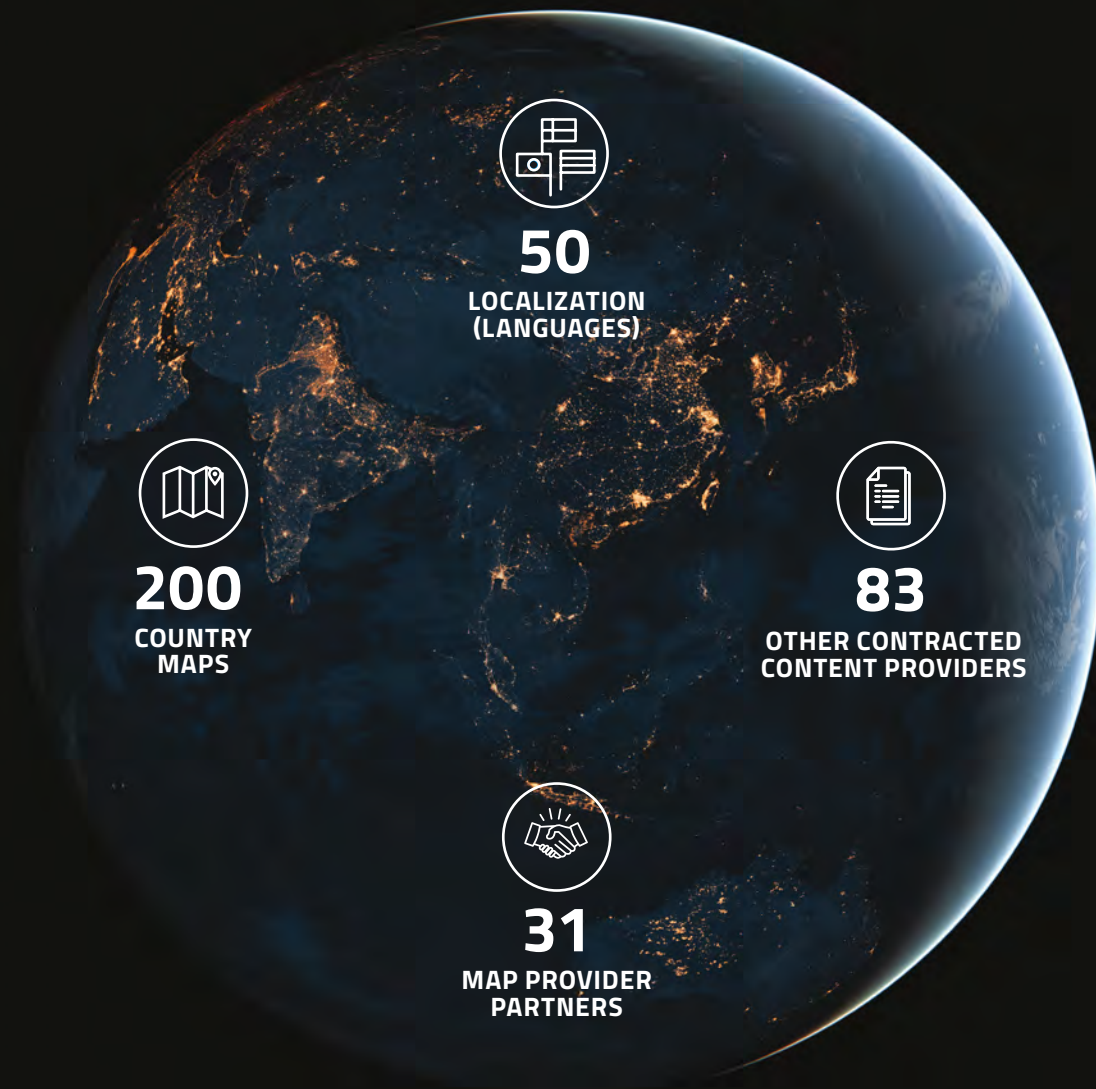 50
LOCALIZATION
(LANGUAGES)
200
COUNTRY
MAPS
83
OTHER CONTRACTED
CONTENT PROVIDERS
31
MAP PROVIDER
PARTNERS